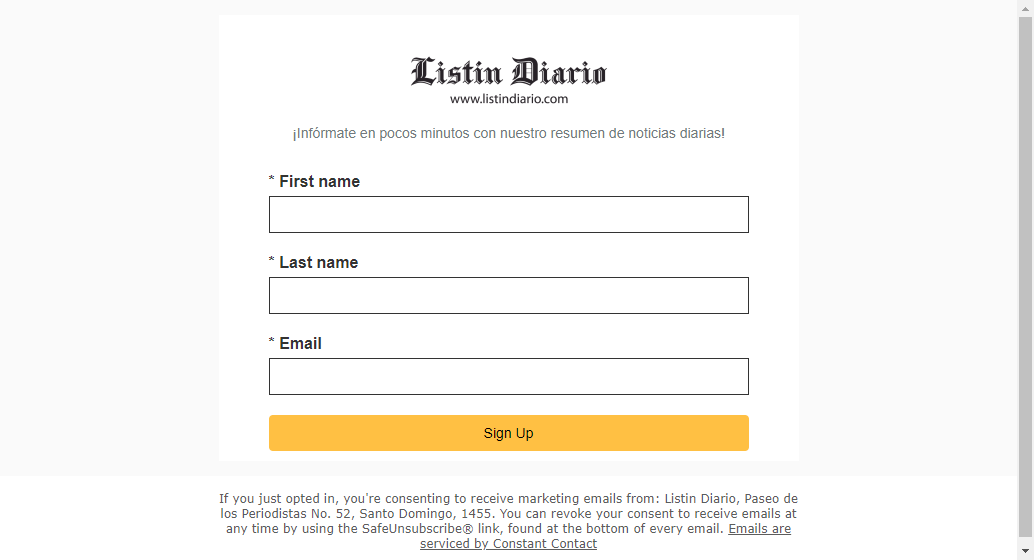 Listin Diario
www.listindiario.com
¡Infórmate en pocos minutos con nuestro resumen de noticias diarias!
* First name
* Last name
* Email
Sign Up
If you just opted in, you're consenting to receive marketing emails from: Listin Diario, Paseo de
los Periodistas No. 52, Santo Domingo, 1455. You can revoke your consent to receive emails at
any time by using the SafeUnsubscribe® link, found at the bottom of every email. Emails are
serviced by Constant Contact